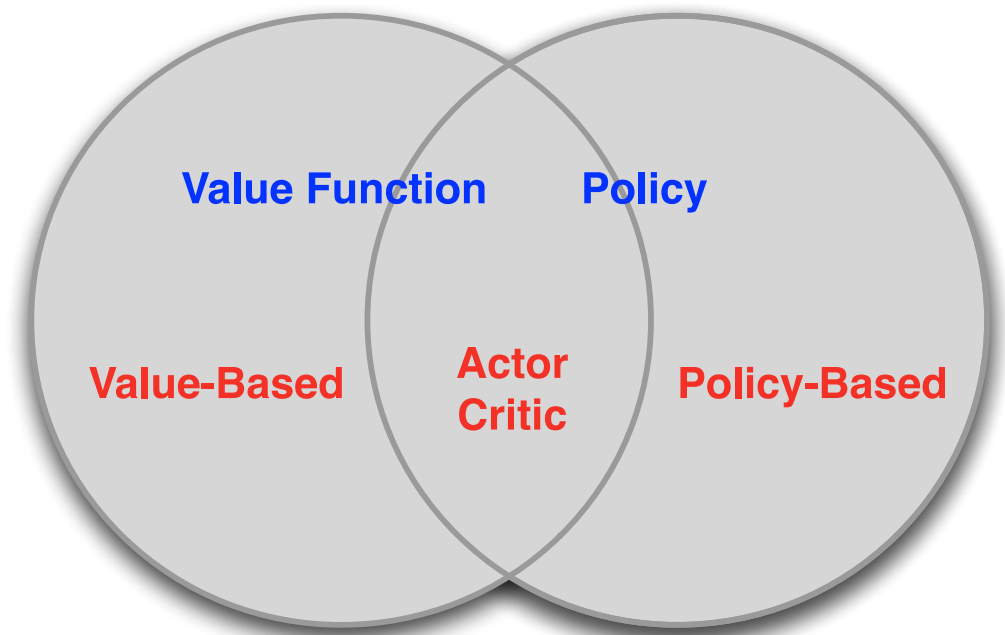 Value Function
Policy
Value-Based
Actor
Critic
Policy-Based